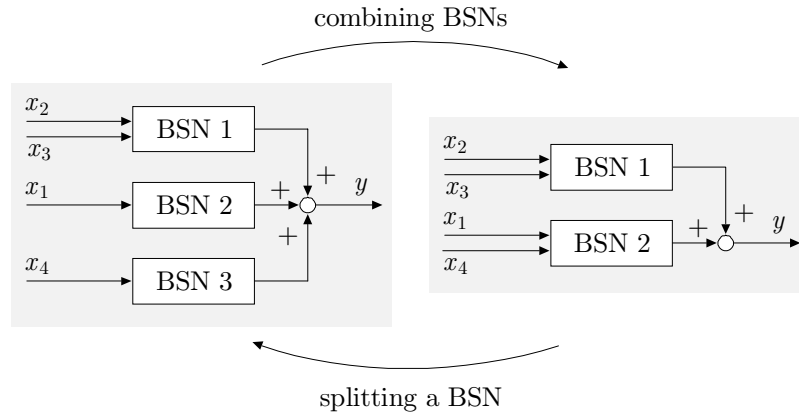 combining BSNs
x₂
x₃
BSN 1
+
x₁
BSN 2
+
y
+
x₄
BSN 3
x₂
x₃
BSN 1
+
x₁
x₄
BSN 2
+
y
splitting a BSN